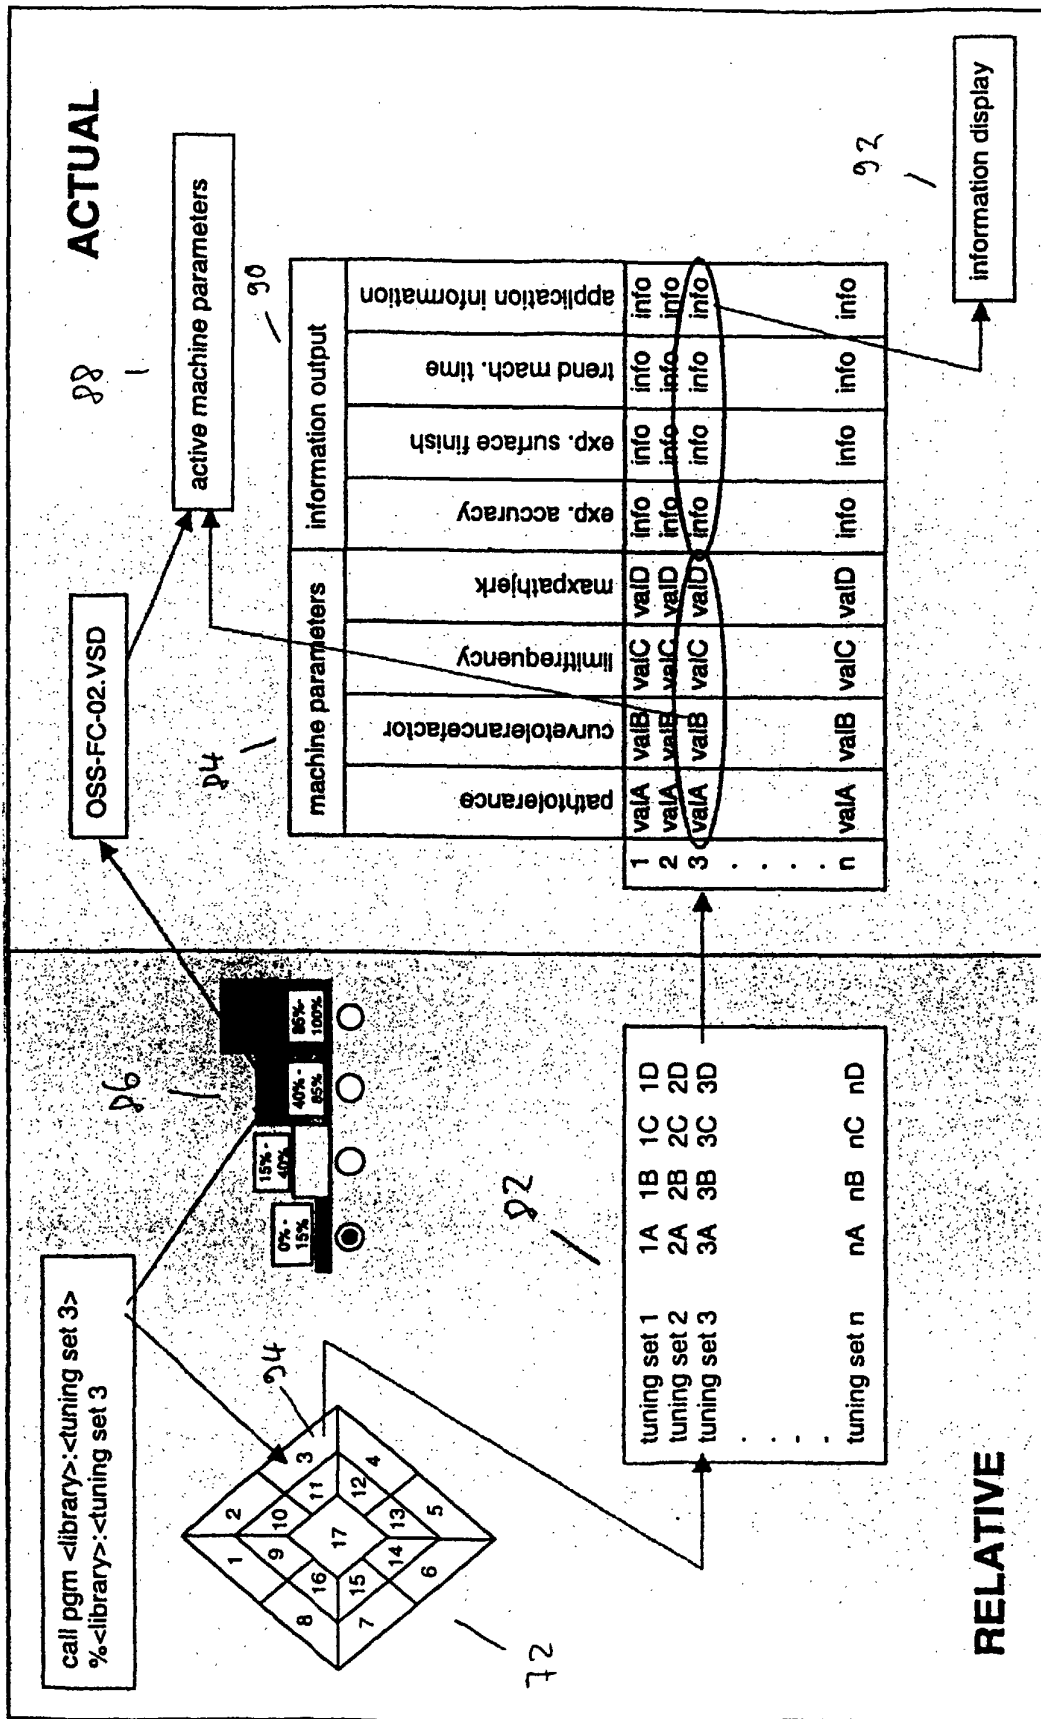 call pgm <library>:<tuning set 3>
%<library>:<tuning set 3
94
1
2
3
4
5
6
7
8
9
10
11
12
13
14
15
16
17
72
86
0%-
15%
15%-
40%
40%-
85%
85%-
100%
82
tuning set 1 1A 1B 1C 1D
tuning set 2 2A 2B 2C 2D
tuning set 3 3A 3B 3C 3D
. . . .
tuning set n nA nB nC nD
RELATIVE
ACTUAL
OSS-FC-02.VSD
88
active machine parameters
84
90
machine parameters information output
pathtolerance
curvetolerancefactor
limitfrequency
maxpathjerk
exp. accuracy
exp. surface finish
trend mach. time
application information
1 valA valB valC valD info info info info
2 valA valB valC valD info info info info
3 valA valB valC valD info info info info
. . . .
n valA valB valC valD info info info info
92
information display